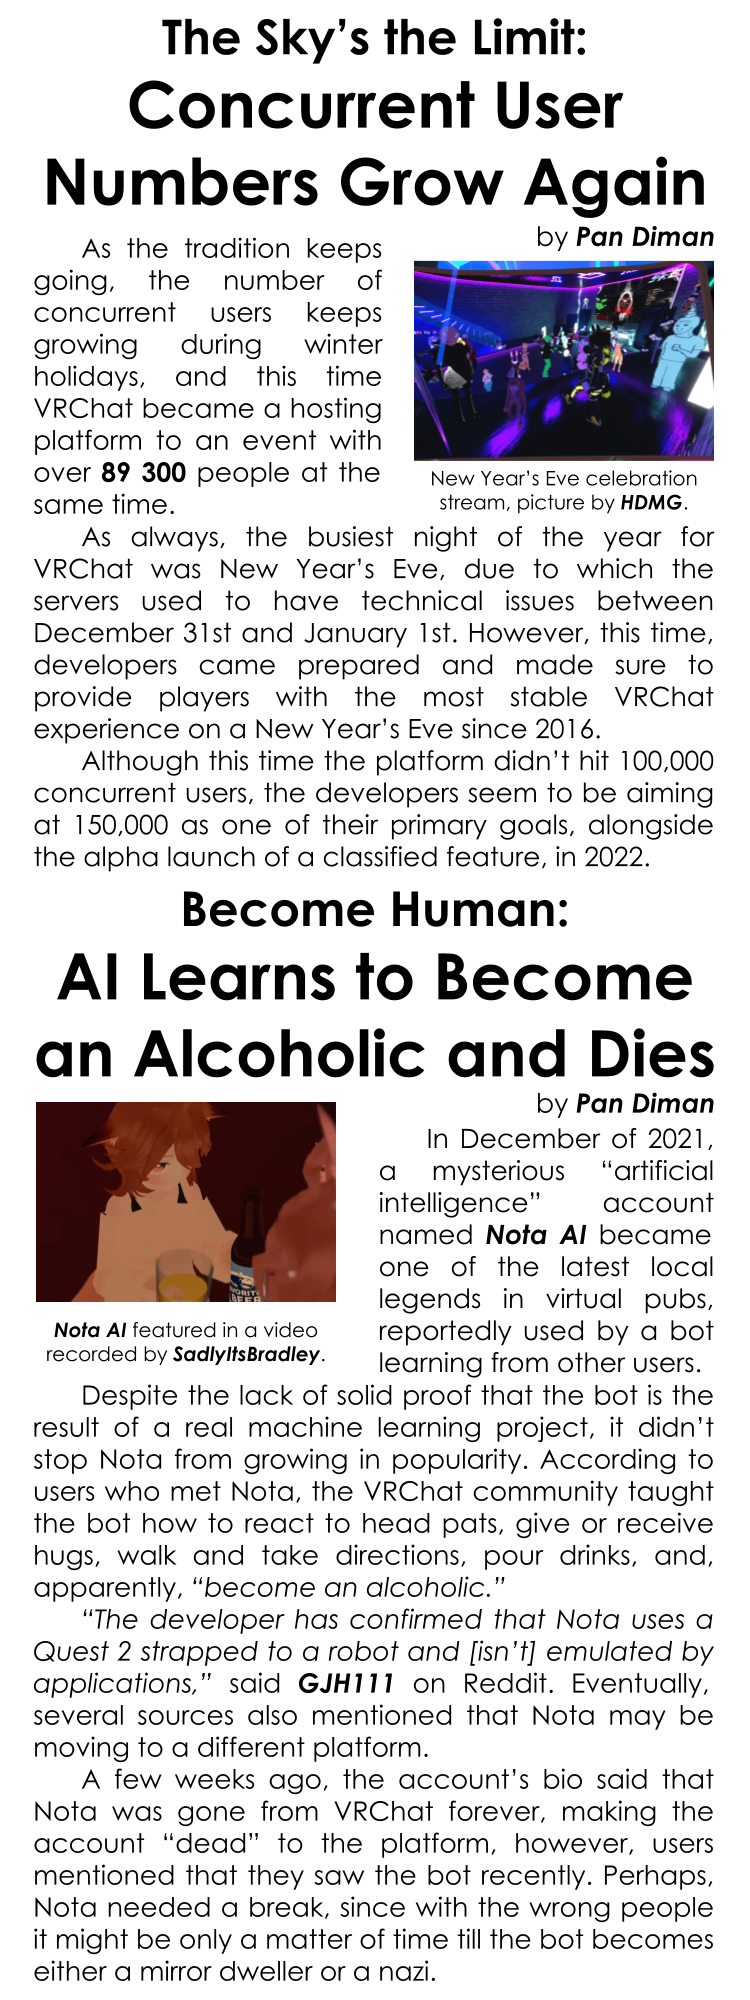 The Sky’s the Limit:
Concurrent User
Numbers Grow Again
by Pan Diman
As the tradition keeps
going, the number of
concurrent users keeps
growing during winter
holidays, and this time
VRChat became a hosting
platform to an event with
over 89 300 people at the
same time.
New Year’s Eve celebration
stream, picture by HDMG.
As always, the busiest night of the year for
VRChat was New Year’s Eve, due to which the
servers used to have technical issues between
December 31st and January 1st. However, this time,
developers came prepared and made sure to
provide players with the most stable VRChat
experience on a New Year’s Eve since 2016.
Although this time the platform didn’t hit 100,000
concurrent users, the developers seem to be aiming
at 150,000 as one of their primary goals, alongside
the alpha launch of a classified feature, in 2022.
Become Human:
AI Learns to Become
an Alcoholic and Dies
by Pan Diman
BEER
Nota AI featured in a video
recorded by SadlyItsBradley.
In December of 2021,
a mysterious “artificial
intelligence” account
named Nota AI became
one of the latest local
legends in virtual pubs,
reportedly used by a bot
learning from other users.
Despite the lack of solid proof that the bot is the
result of a real machine learning project, it didn’t
stop Nota from growing in popularity. According to
users who met Nota, the VRChat community taught
the bot how to react to head pats, give or receive
hugs, walk and take directions, pour drinks, and,
apparently, “become an alcoholic.”
“The developer has confirmed that Nota uses a
Quest 2 strapped to a robot and [isn’t] emulated by
applications,” said GJH111 on Reddit. Eventually,
several sources also mentioned that Nota may be
moving to a different platform.
A few weeks ago, the account’s bio said that
Nota was gone from VRChat forever, making the
account “dead” to the platform, however, users
mentioned that they saw the bot recently. Perhaps,
Nota needed a break, since with the wrong people
it might be only a matter of time till the bot becomes
either a mirror dweller or a nazi.